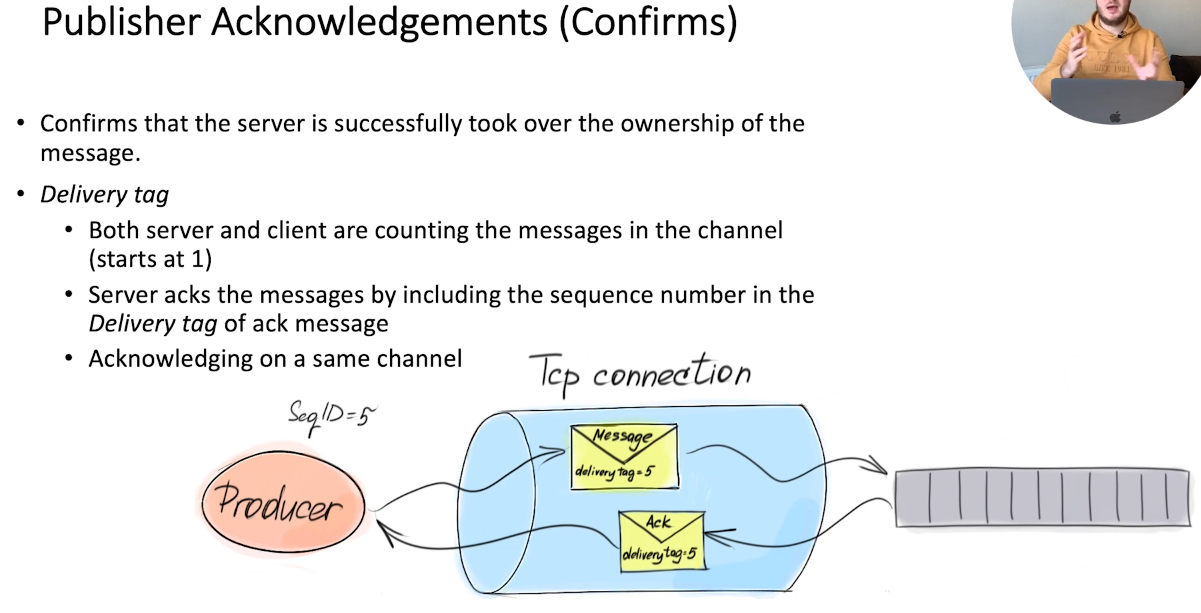 Publisher Acknowledgements (Confirms)
• Confirms that the server is successfully took over the ownership of the
message.
• Delivery tag
• Both server and client are counting the messages in the channel
(starts at 1)
• Server acks the messages by including the sequence number in the
Delivery tag of ack message
• Acknowledging on a same channel
Tcp connection
SeqID=5
Message
delivery tag=5
Producer
Ack
delivery tag=5